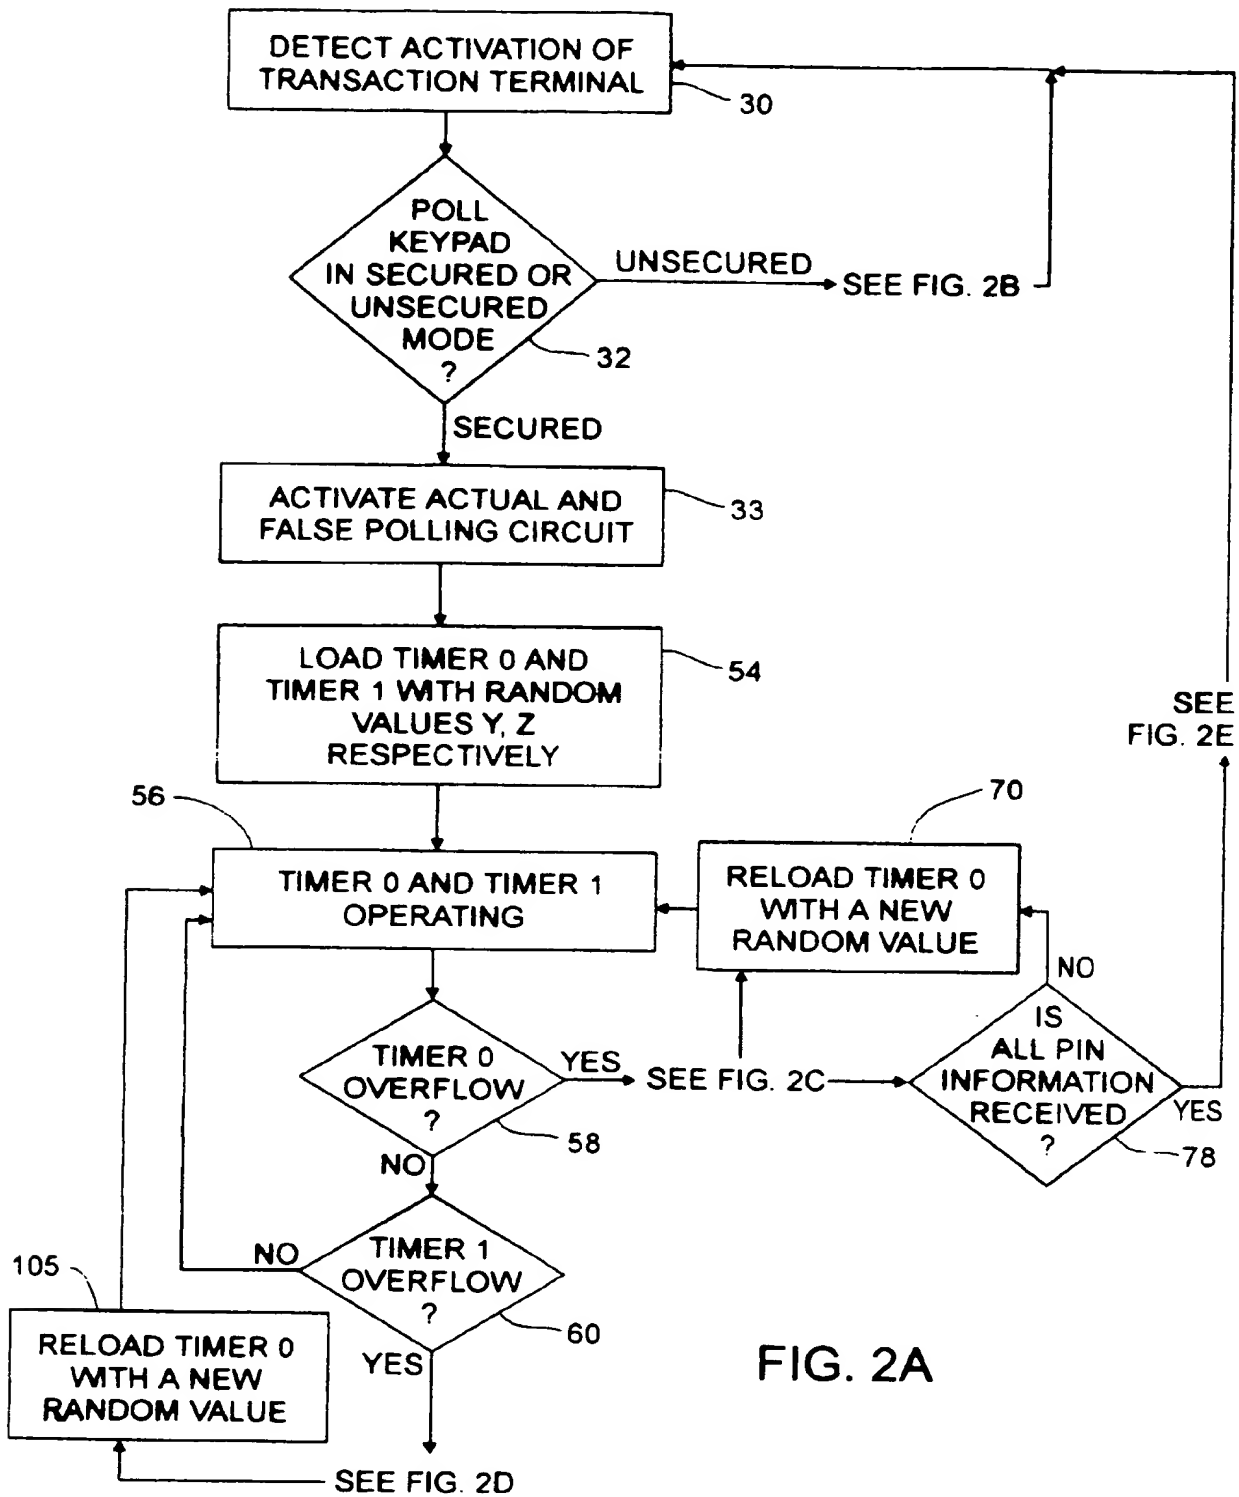 DETECT ACTIVATION OF
TRANSACTION TERMINAL
30
POLL
KEYPAD
IN SECURED OR
UNSECURED
MODE
?
32
UNSECURED
SEE FIG. 2B
SECURED
ACTIVATE ACTUAL AND
FALSE POLLING CIRCUIT
33
LOAD TIMER 0 AND
TIMER 1 WITH RANDOM
VALUES Y, Z
RESPECTIVELY
54
SEE
FIG. 2E
56
TIMER 0 AND TIMER 1
OPERATING
70
RELOAD TIMER 0
WITH A NEW
RANDOM VALUE
NO
TIMER 0
OVERFLOW
?
58
YES
SEE FIG. 2C
IS
ALL PIN
INFORMATION
RECEIVED
?
78
YES
NO
TIMER 1
OVERFLOW
?
60
NO
YES
105
RELOAD TIMER 0
WITH A NEW
RANDOM VALUE
SEE FIG. 2D
FIG. 2A